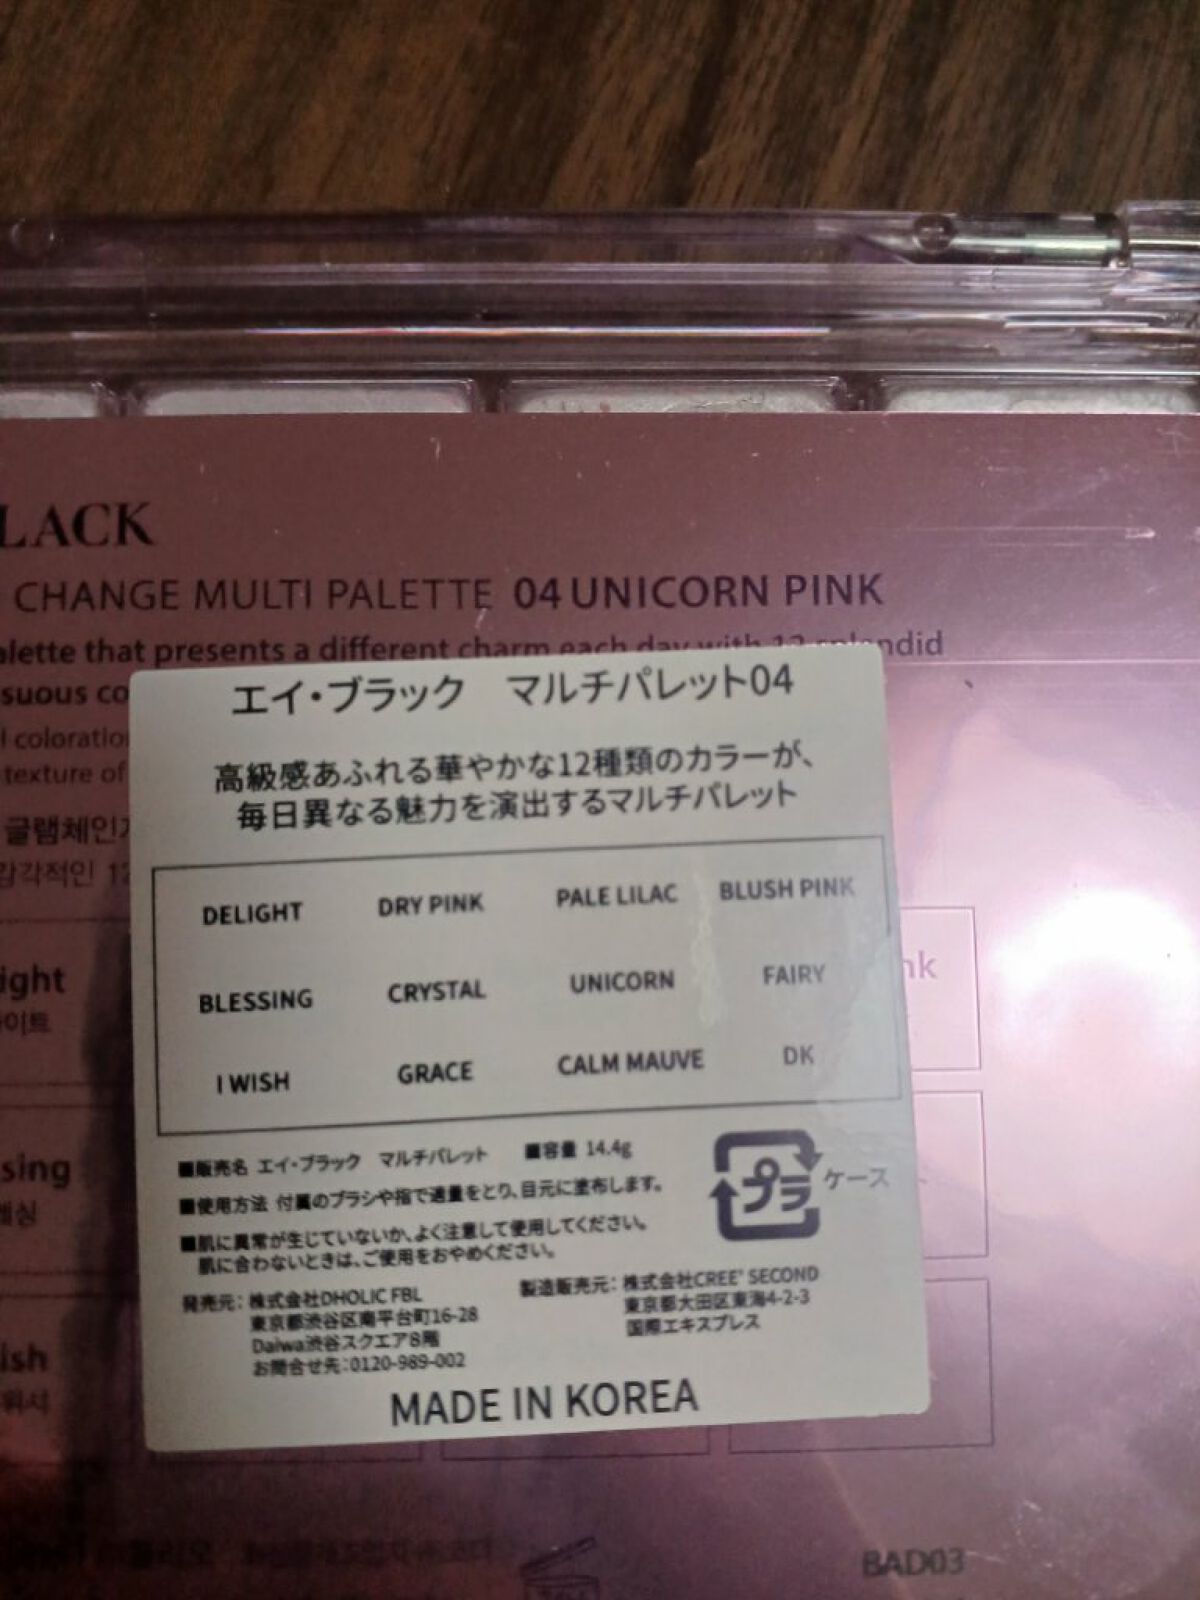 LACK
CHANGE MULTI PALETTE 04 UNICORN PINK
alette that presents a different charm each day with 12 splendid
suous co
l coloration
texture of
글램체인지
감각적인 12
エイ・ブラック マルチパレット04
高級感あふれる華やかな12種類のカラーが、
毎日異なる魅力を演出するマルチパレット
DELIGHT DRY PINK PALE LILAC BLUSH PINK
BLESSING CRYSTAL UNICORN FAIRY
I WISH GRACE CALM MAUVE DK
ight
이트
nk
sing
ish
위시
■販売名 エイ・ブラック マルチパレット ■容量 14.4g
■使用方法 付属のブラシや指で適量をとり、目元に塗布します。
■肌に異常が生じていないか、よく注意して使用してください。
肌に合わないときは、ご使用をおやめください。
プラ ケース
発売元：株式会社DHOLIC FBL
東京都渋谷区南平台町16-28
Daiwa渋谷スクエア8階
お問合せ先：0120-989-002
製造販売元：株式会社CREE' SECOND
東京都大田区東海4-2-3
国際エキスプレス
MADE IN KOREA
BAD03